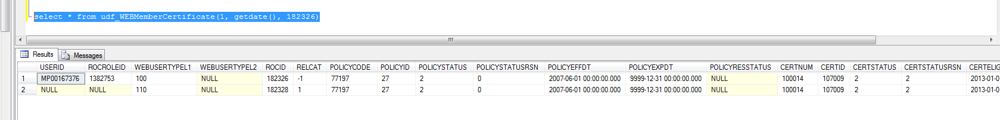 select * from udf_WEBMemberCertificate(1, getdate(), 182326)
Results Messages
USERID ROCROLEID WEBUSERTYPEL1 WEBUSERTYPEL2 ROCID RELCAT POLICYCODE POLICYID POLICYSTATUS POLICYSTATUSRSN POLICYEFFDT POLICYEXPDT POLICYRESSTATUS CERTNUM CERTID CERTSTATUS CERTSTATUSRSN CERTELIG
1 MP00167376 1382753 100 NULL 182326 -1 77197 27 2 0 2007-06-01 00:00:00.000 9999-12-31 00:00:00.000 NULL 100014 107009 2 2 2013-01-0
2 NULL NULL 110 NULL 182328 1 77197 27 2 0 2007-06-01 00:00:00.000 9999-12-31 00:00:00.000 NULL 100014 107009 2 2 2013-01-0